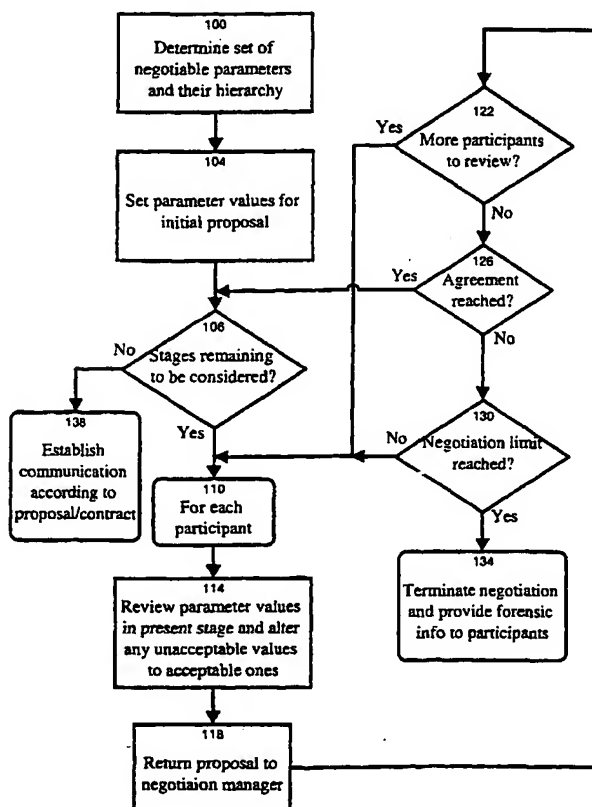 100
Determine set of
negotiable parameters
and their hierarchy
104
Set parameter values for
initial proposal
106
Stages remaining
to be considered?
No
Yes
138
Establish
communication
according to
proposal/contract
110
For each
participant
114
Review parameter values
in present stage and alter
any unacceptable values
to acceptable ones
118
Return proposal to
negotiaion manager
122
More participants
to review?
Yes
No
126
Agreement
reached?
Yes
No
130
Negotiation limit
reached?
No
Yes
134
Terminate negotiation
and provide forensic
info to participants